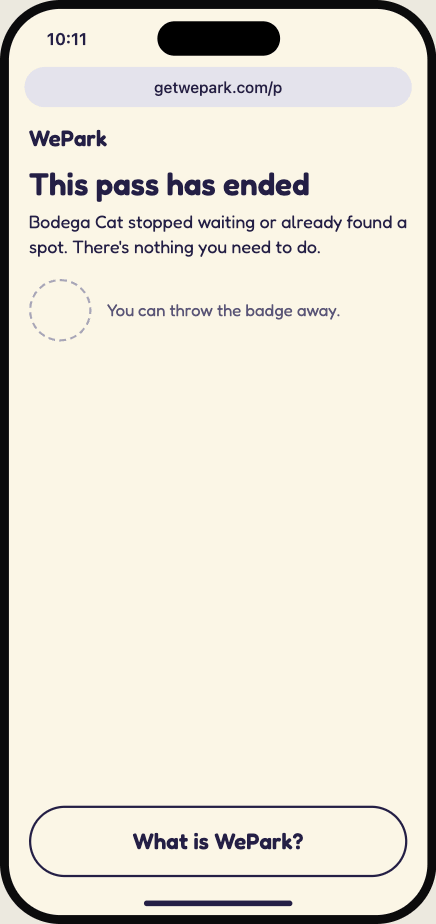 10:11
getwepark.com/p
WePark
This pass has ended
Bodega Cat stopped waiting or already found a
spot. There's nothing you need to do.
You can throw the badge away.
What is WePark?